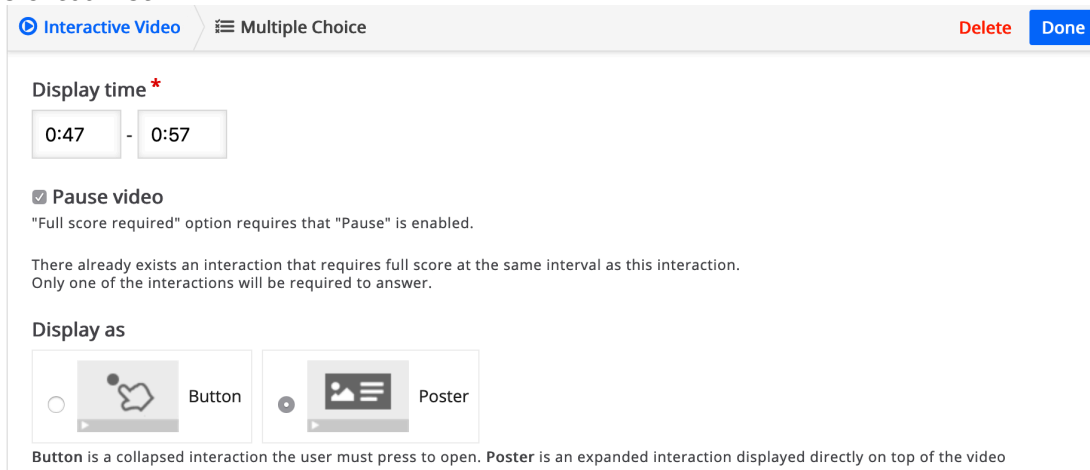 Interactive Video Multiple Choice Delete Done
Display time *
0:47 - 0:57
Pause video
"Full score required" option requires that "Pause" is enabled.
There already exists an interaction that requires full score at the same interval as this interaction.
Only one of the interactions will be required to answer.
Display as
Button Poster
Button is a collapsed interaction the user must press to open. Poster is an expanded interaction displayed directly on top of the video